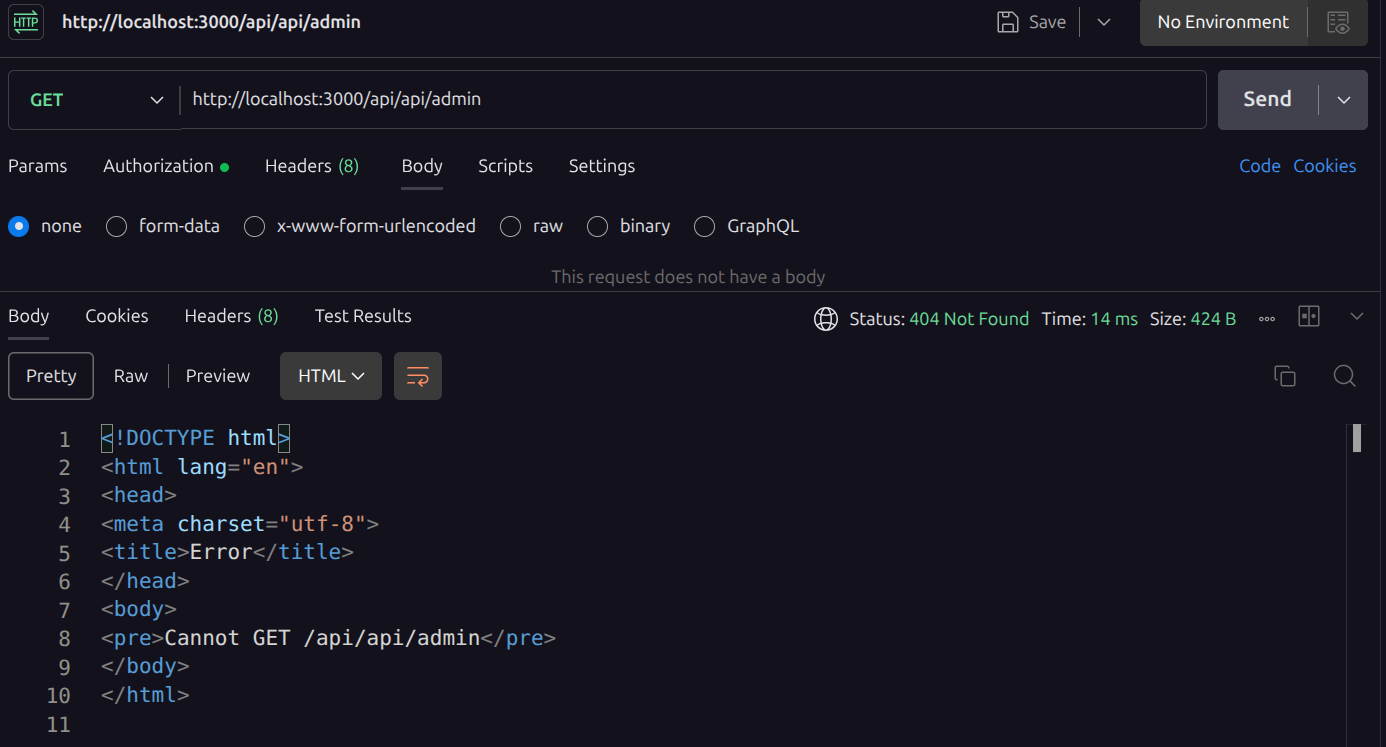 HTTP http://localhost:3000/api/api/admin Save No Environment
GET http://localhost:3000/api/api/admin Send
Params Authorization Headers (8) Body Scripts Settings Code Cookies
none form-data x-www-form-urlencoded raw binary GraphQL
This request does not have a body
Body Cookies Headers (8) Test Results Status: 404 Not Found Time: 14 ms Size: 424 B
Pretty Raw Preview HTML
1 <!DOCTYPE html>
2 <html lang="en">
3 <head>
4 <meta charset="utf-8">
5 <title>Error</title>
6 </head>
7 <body>
8 <pre>Cannot GET /api/api/admin</pre>
9 </body>
10 </html>
11